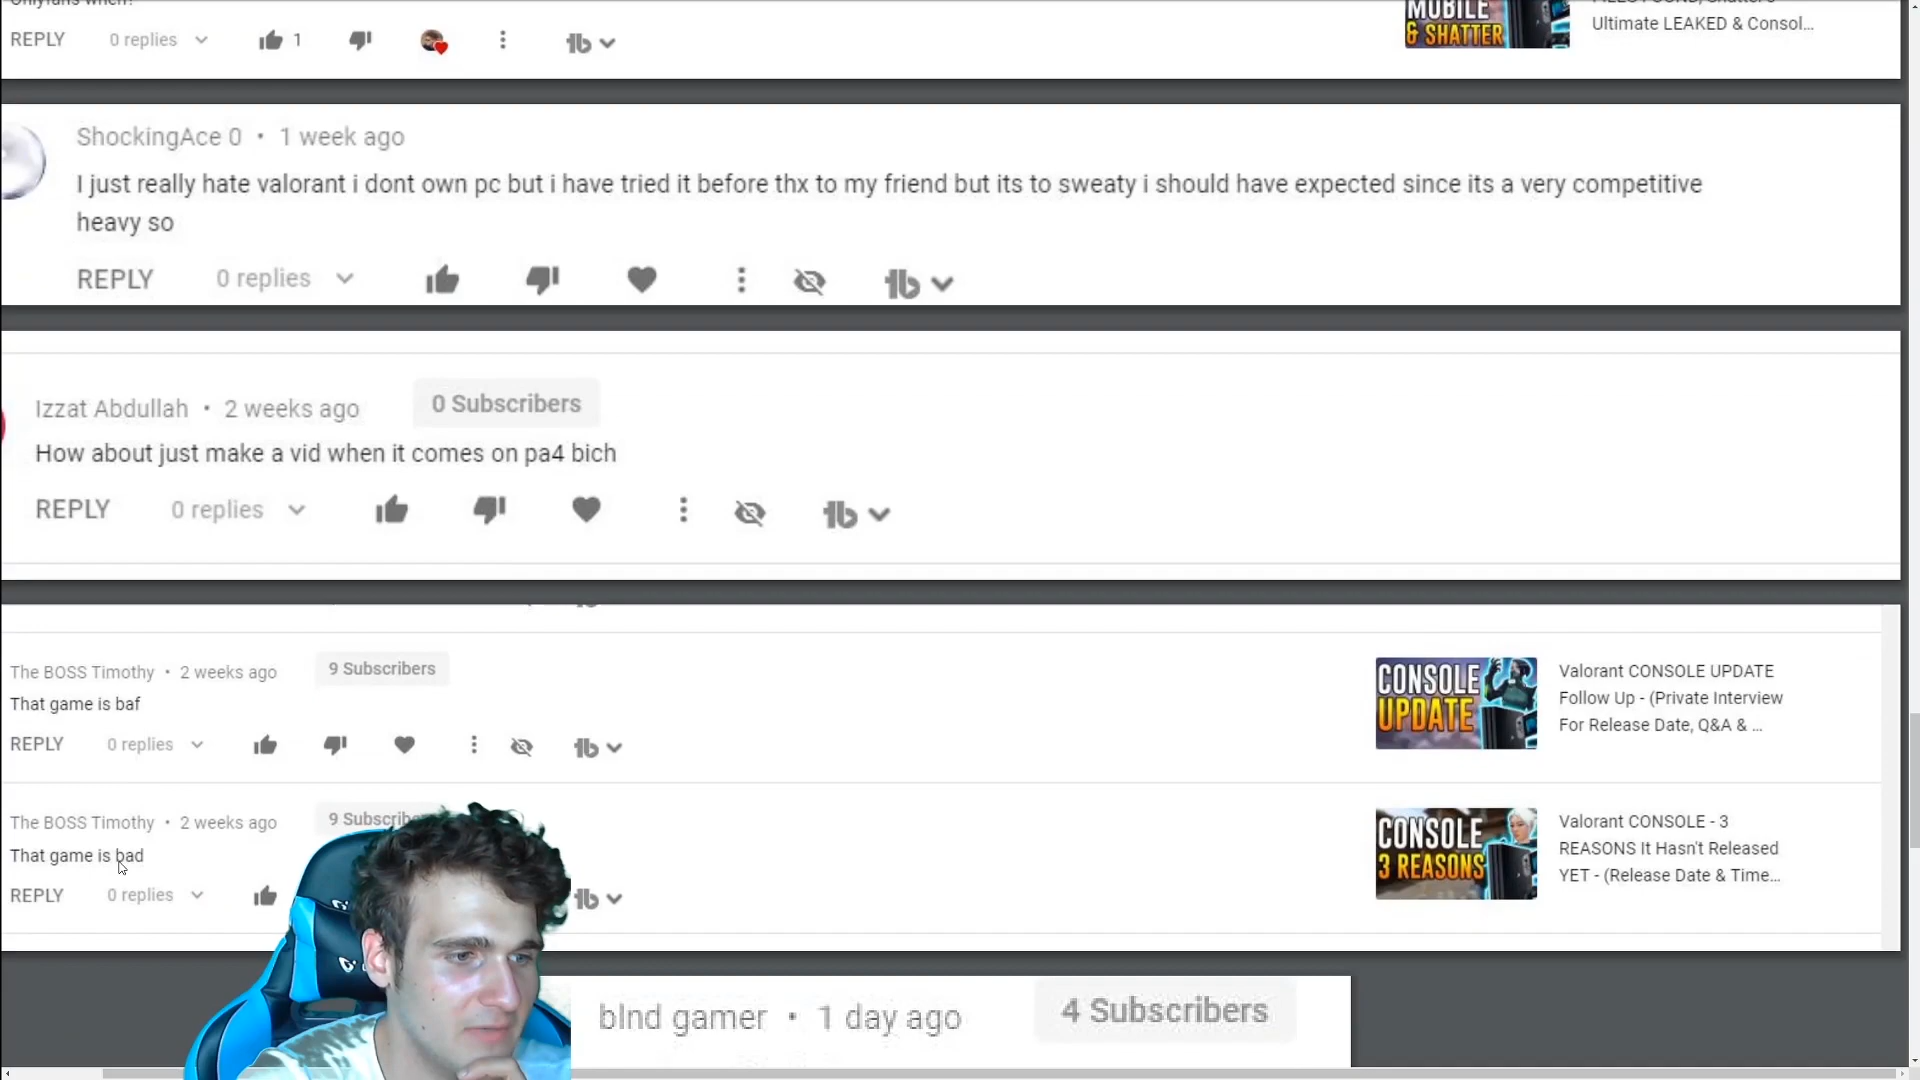 REPLY 0 replies 1
MOBILE
& SHATTER
Ultimate LEAKED & Consol...
ShockingAce 0 • 1 week ago
I just really hate valorant i dont own pc but i have tried it before thx to my friend but its to sweaty i should have expected since its a very competitive
heavy so
REPLY 0 replies
Izzat Abdullah • 2 weeks ago 0 Subscribers
How about just make a vid when it comes on pa4 bich
REPLY 0 replies
The BOSS Timothy • 2 weeks ago 9 Subscribers
That game is baf
REPLY 0 replies
CONSOLE
UPDATE
Valorant CONSOLE UPDATE
Follow Up - (Private Interview
For Release Date, Q&A & ...
The BOSS Timothy • 2 weeks ago 9 Subscribe
That game is bad
REPLY 0 replies
CONSOLE
3 REASONS
Valorant CONSOLE - 3
REASONS It Hasn't Released
YET - (Release Date & Time...
blnd gamer • 1 day ago 4 Subscribers